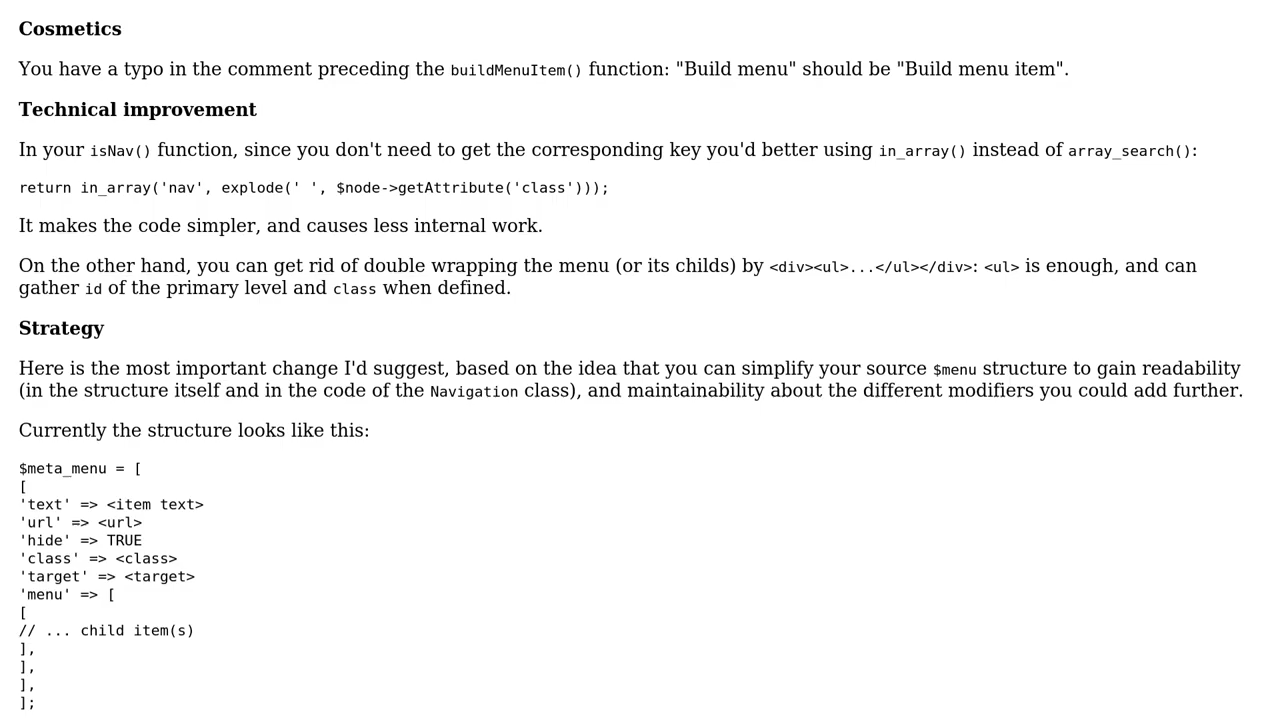 Cosmetics
You have a typo in the comment preceding the buildMenuItem() function: "Build menu" should be "Build menu item".
Technical improvement
In your isNav() function, since you don't need to get the corresponding key you'd better using in_array() instead of array_search():
return in_array('nav', explode(' ', $node->getAttribute('class')));
It makes the code simpler, and causes less internal work.
On the other hand, you can get rid of double wrapping the menu (or its childs) by <div><ul>...</ul></div>: <ul> is enough, and can
gather id of the primary level and class when defined.
Strategy
Here is the most important change I'd suggest, based on the idea that you can simplify your source $menu structure to gain readability
(in the structure itself and in the code of the Navigation class), and maintainability about the different modifiers you could add further.
Currently the structure looks like this:
$meta_menu = [
[
'text' => <item text>
'url' => <url>
'hide' => TRUE
'class' => <class>
'target' => <target>
'menu' => [
[
// ... child item(s)
],
],
],
];